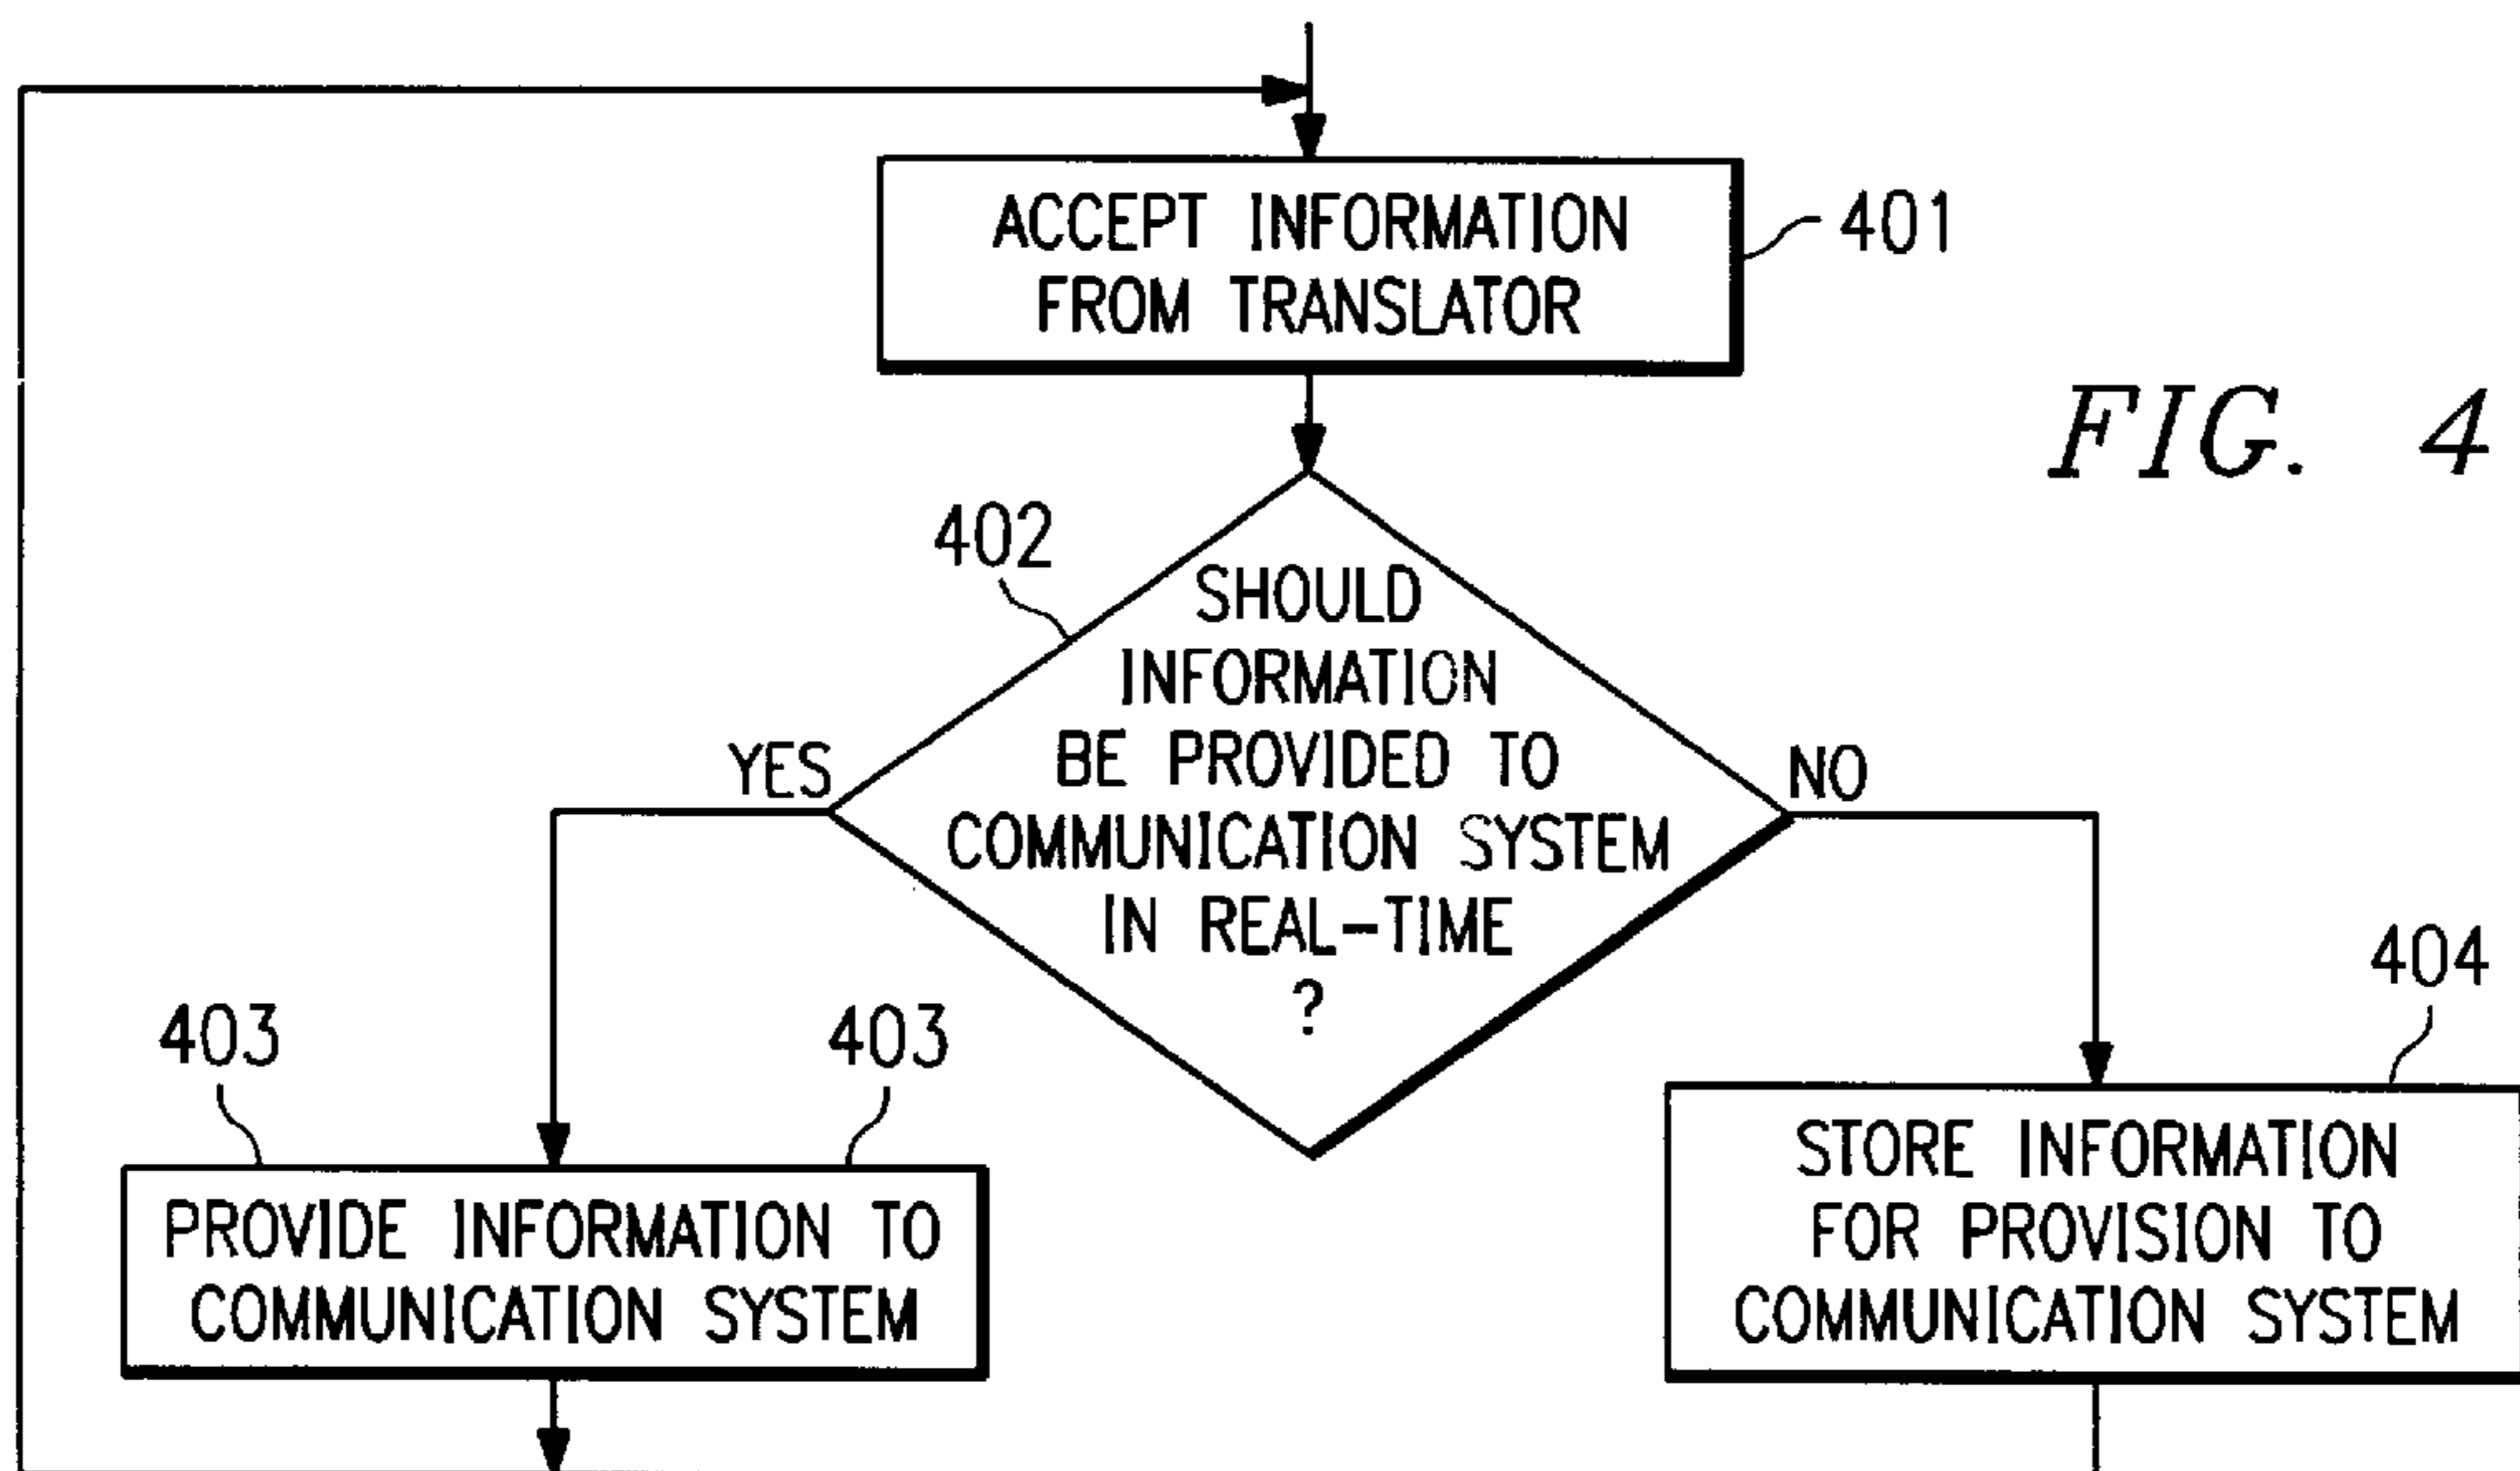 ACCEPT INFORMATION
FROM TRANSLATOR
401
FIG. 4
402
SHOULD
INFORMATION
BE PROVIDED TO
COMMUNICATION SYSTEM
IN REAL-TIME
?
YES
NO
403
403
PROVIDE INFORMATION TO
COMMUNICATION SYSTEM
404
STORE INFORMATION
FOR PROVISION TO
COMMUNICATION SYSTEM